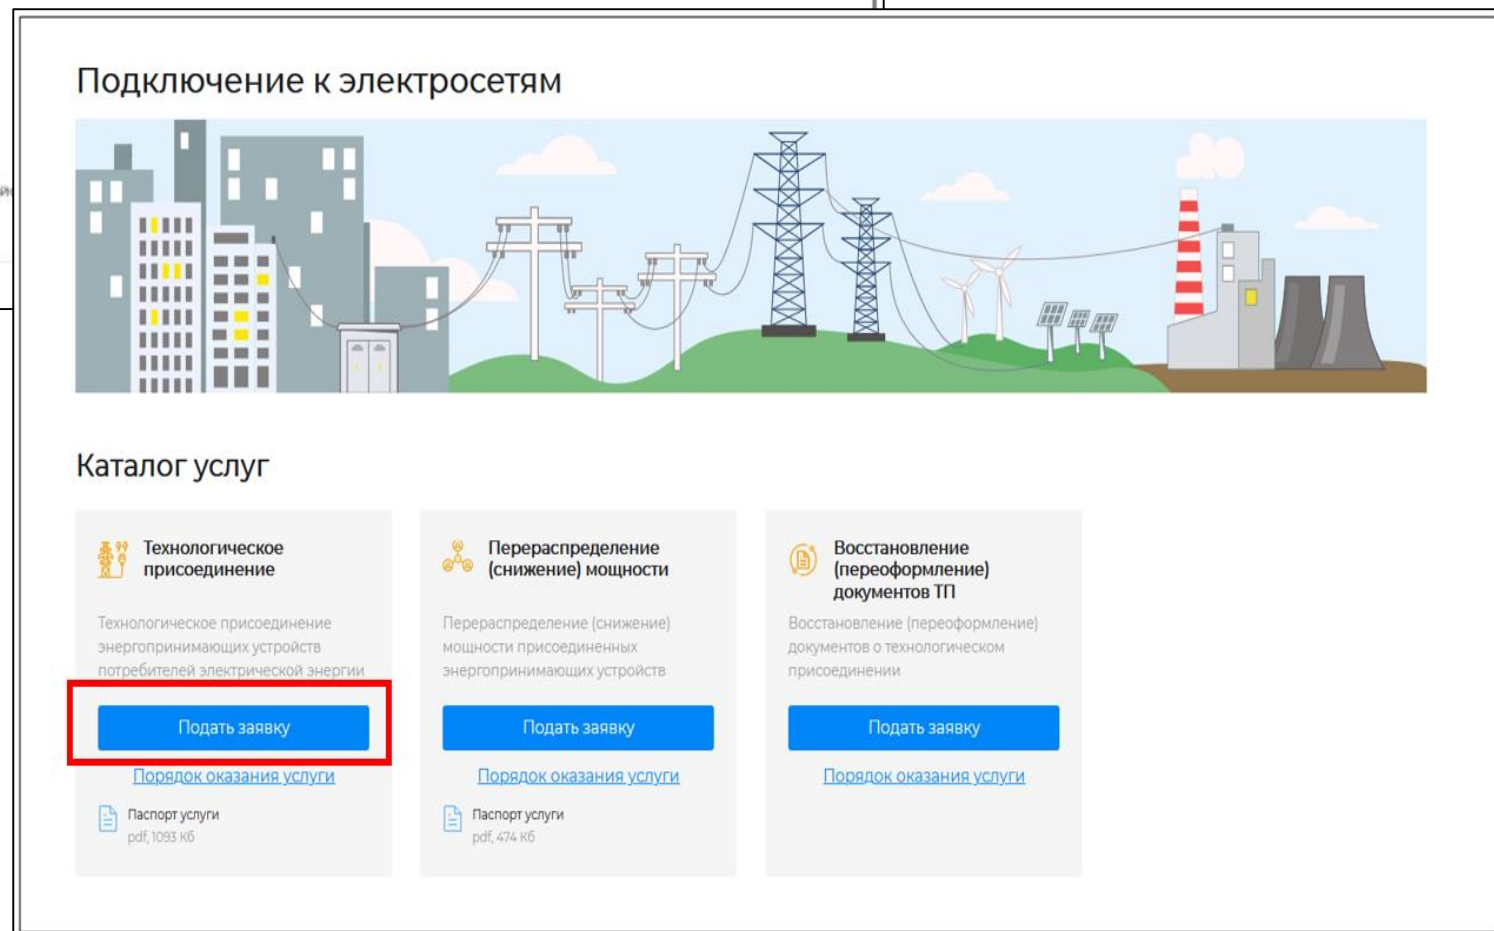 Подключение к электросетям
Каталог услуг
Технологическое
присоединение
Технологическое присоединение
энергопринимающих устройств
потребителей электрической энергии
Подать заявку
Порядок оказания услуги
Паспорт услуги
pdf, 1093 Кб
Перераспределение
(снижение) мощности
Перераспределение (снижение)
мощности присоединенных
энергопринимающих устройств
Подать заявку
Порядок оказания услуги
Паспорт услуги
pdf, 474 Кб
Восстановление
(переоформление)
документов ТП
Восстановление (переоформление)
документов о технологическом
присоединении
Подать заявку
Порядок оказания услуги